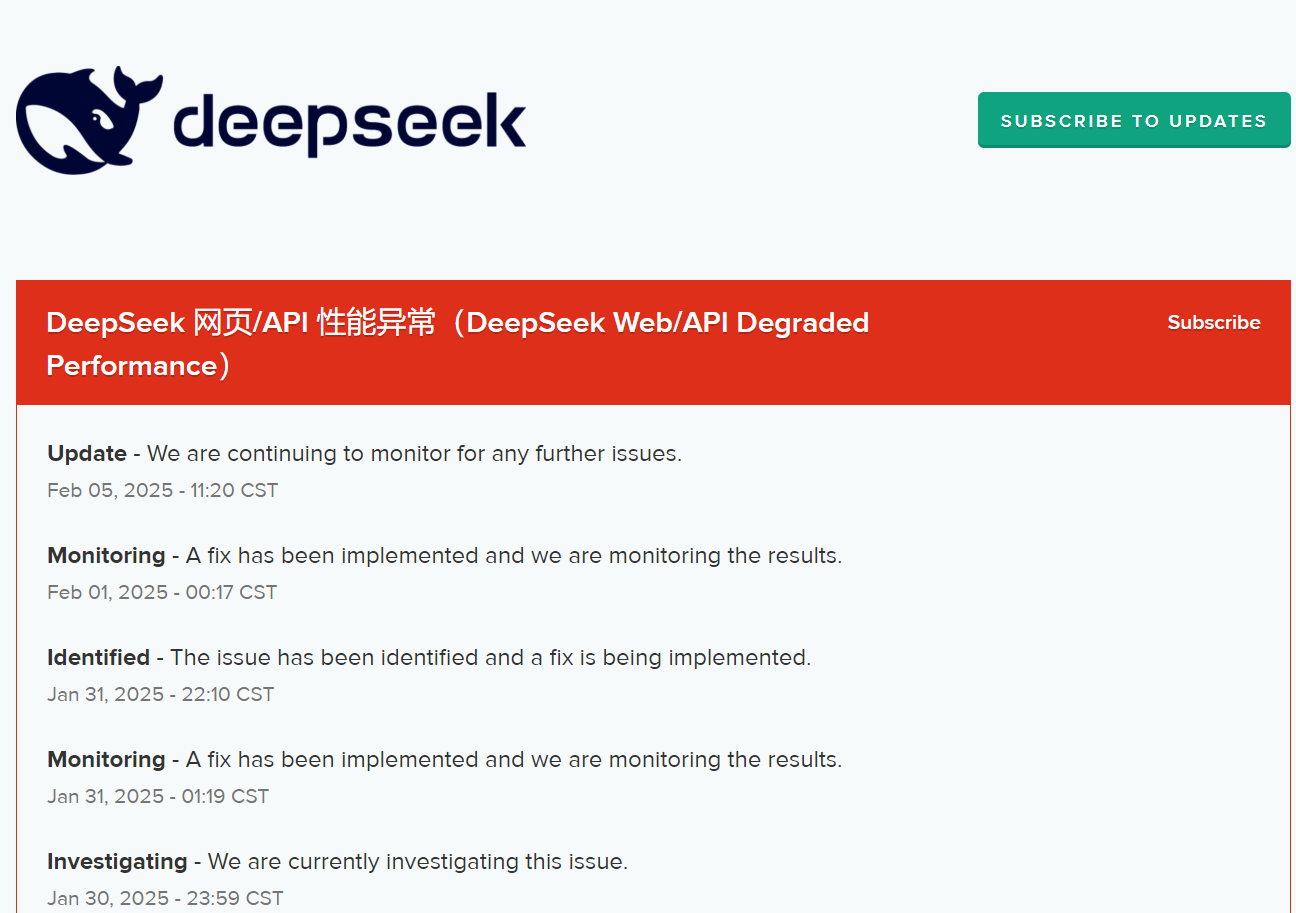 deepseek
SUBSCRIBE TO UPDATES
DeepSeek 网页/API 性能异常（DeepSeek Web/API Degraded
Performance）
Subscribe
Update - We are continuing to monitor for any further issues.
Feb 05, 2025 - 11:20 CST
Monitoring - A fix has been implemented and we are monitoring the results.
Feb 01, 2025 - 00:17 CST
Identified - The issue has been identified and a fix is being implemented.
Jan 31, 2025 - 22:10 CST
Monitoring - A fix has been implemented and we are monitoring the results.
Jan 31, 2025 - 01:19 CST
Investigating - We are currently investigating this issue.
Jan 30, 2025 - 23:59 CST